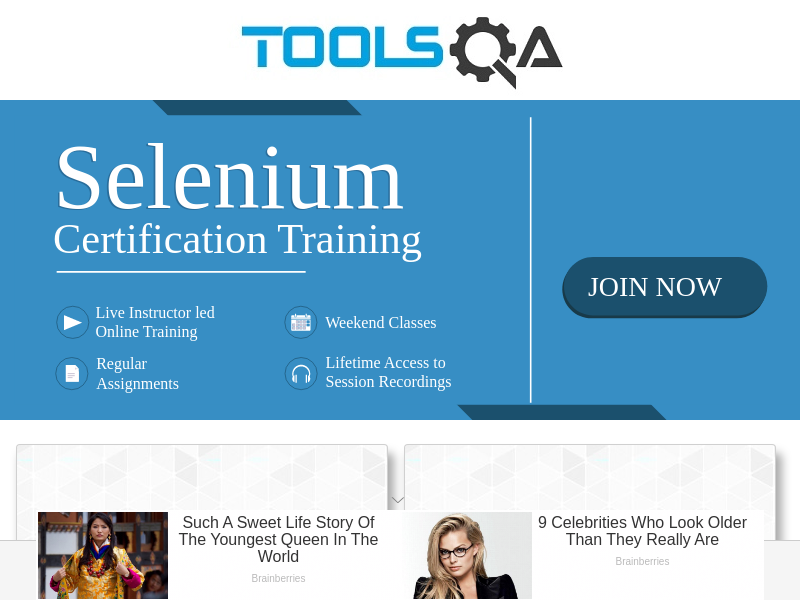 TOOLSQA
Selenium
Certification Training
JOIN NOW
Live Instructor led
Online Training
Weekend Classes
Regular
Assignments
Lifetime Access to
Session Recordings
Such A Sweet Life Story Of
The Youngest Queen In The
World
Brainberries
9 Celebrities Who Look Older
Than They Really Are
Brainberries